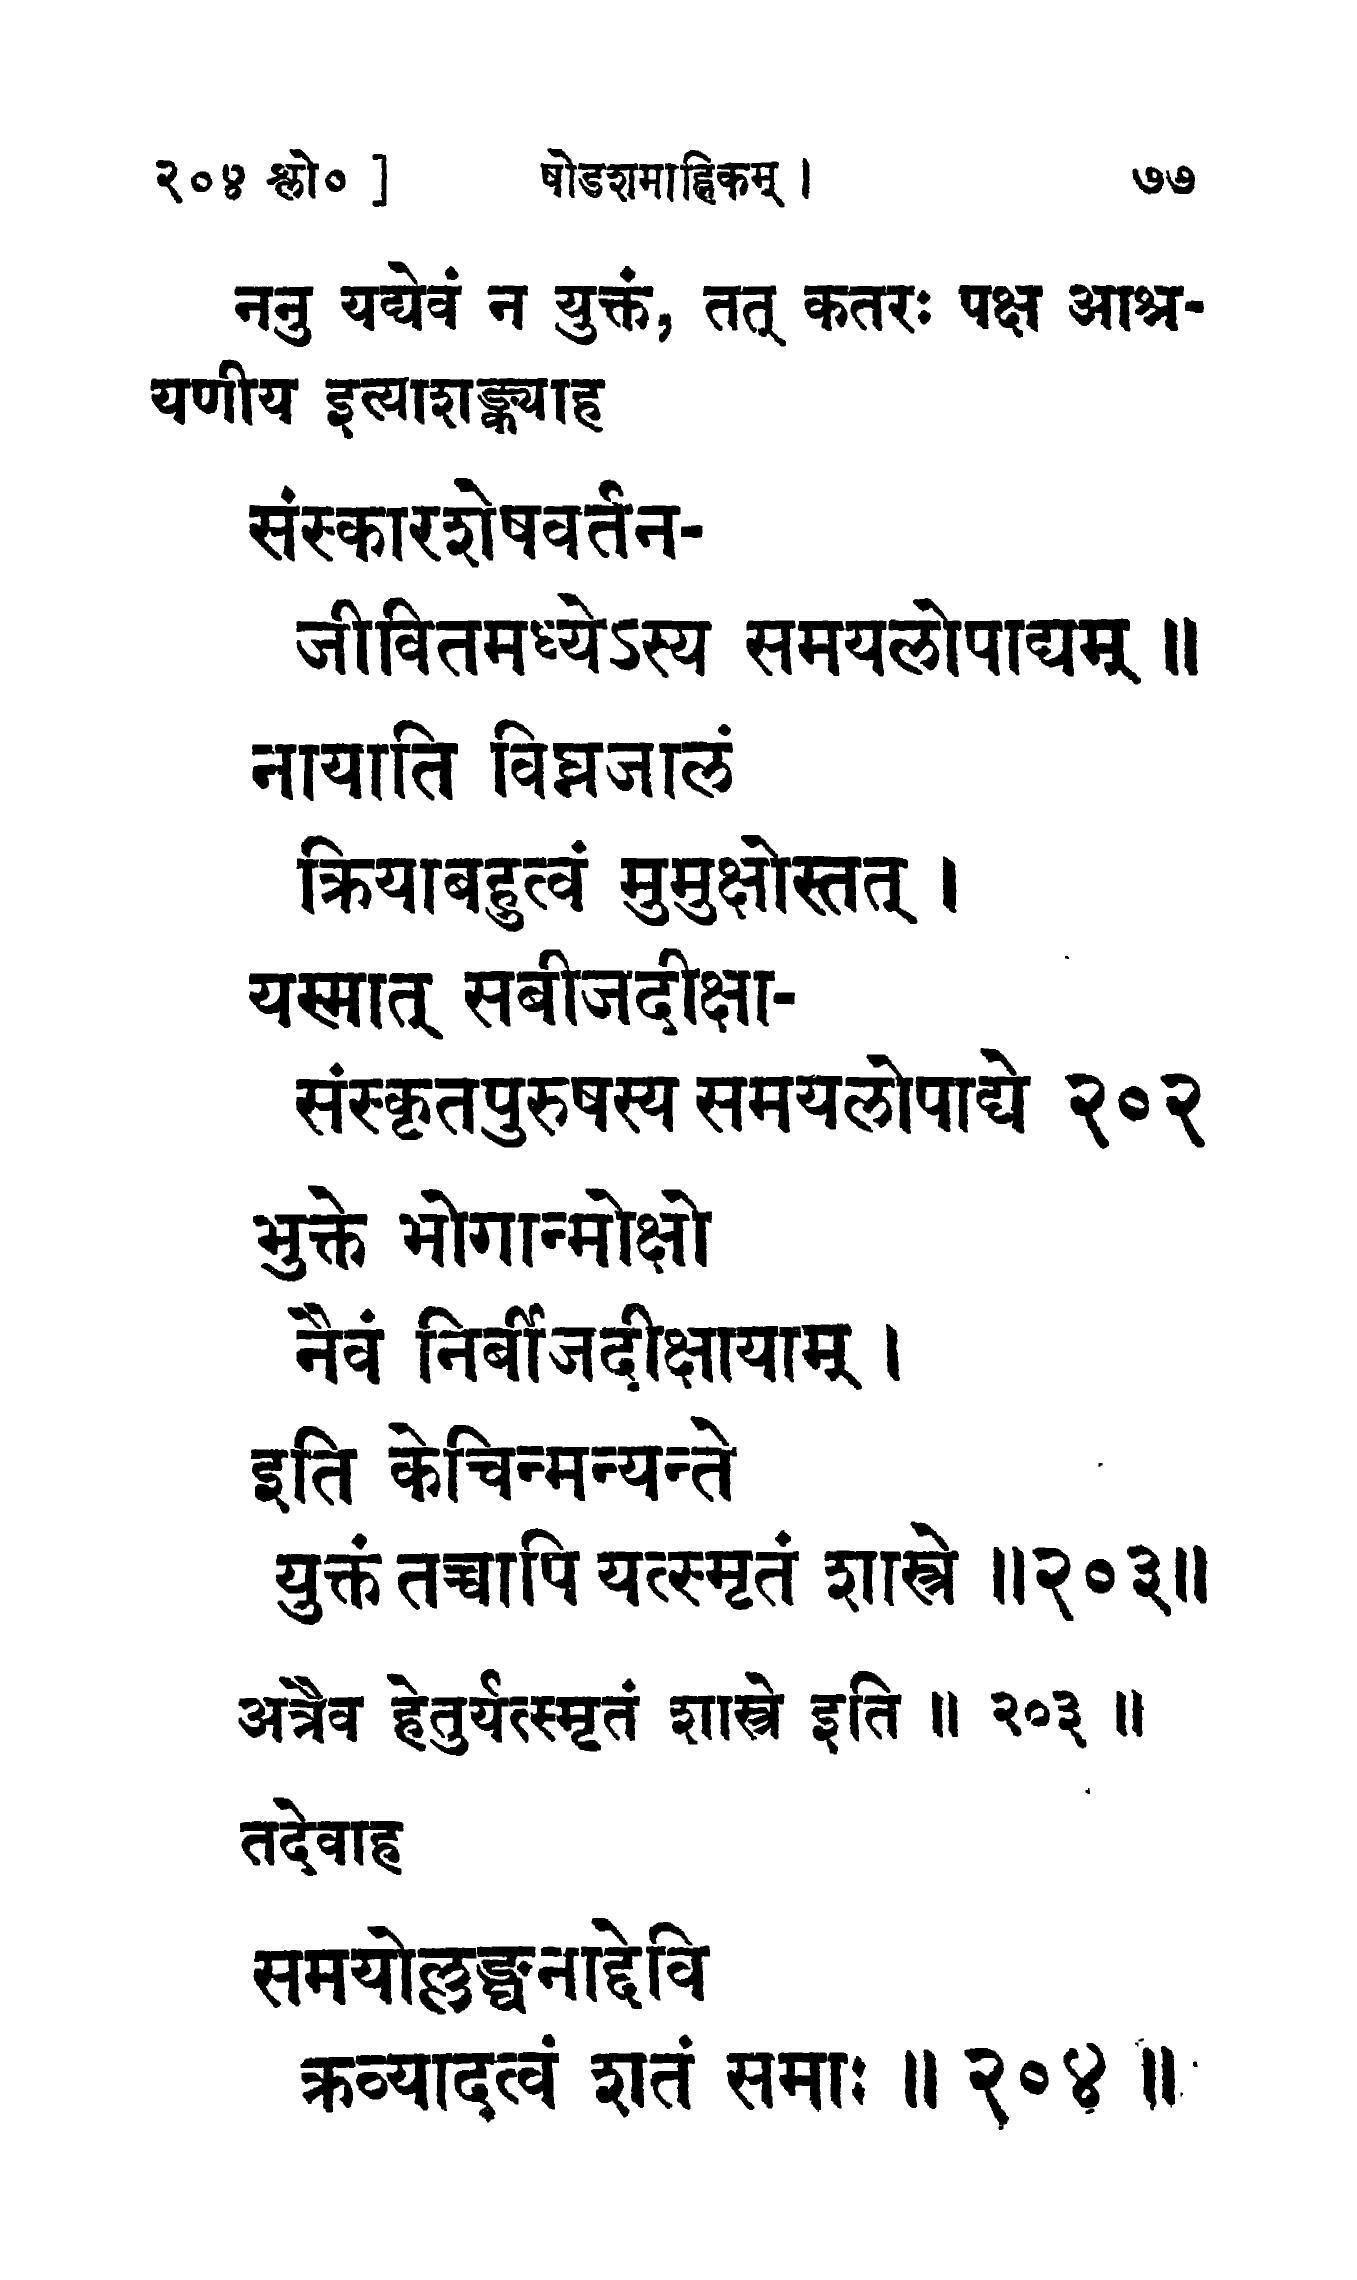 २०४ श्लो० ] षोडशमाह्निकम् । ७७
ननु यद्येवं न युक्तं, तत् कतरः पक्ष आश्र-
यणीय इत्याशङ्क्याह
संस्कारशेषवर्तन-
जीवितमध्येऽस्य समयलोपाद्यम् ॥
नायाति विघ्नजालं
क्रियाबहुत्वं मुमुक्षोस्तत् ।
यस्मात् सबीजदीक्षा-
संस्कृतपुरुषस्य समयलोपाद्ये २०२
भुक्ते भोगान्मोक्षो
नैवं निर्बीजदीक्षायाम् ।
इति केचिन्मन्यन्ते
युक्तं तच्चापि यत्स्मृतं शास्त्रे ॥२०३॥
अत्रैव हेतुर्यत्स्मृतं शास्त्रे इति ॥ २०३ ॥
तदेवाह
समयोल्लङ्घनाद्देवि
क्रव्यादत्वं शतं समाः ॥ २०४ ॥